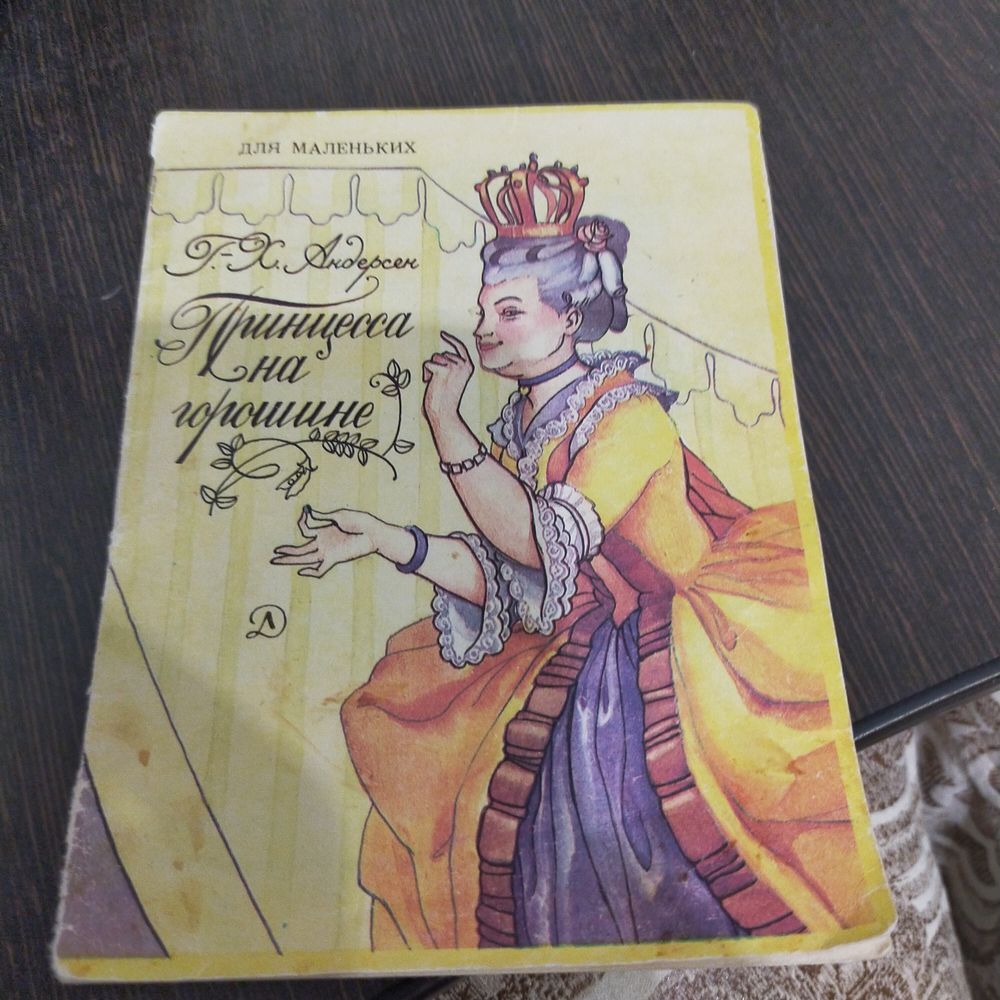 ДЛЯ МАЛЕНЬКИХ
Г.-Х. Андерсен
Принцесса
на
горошине
Д